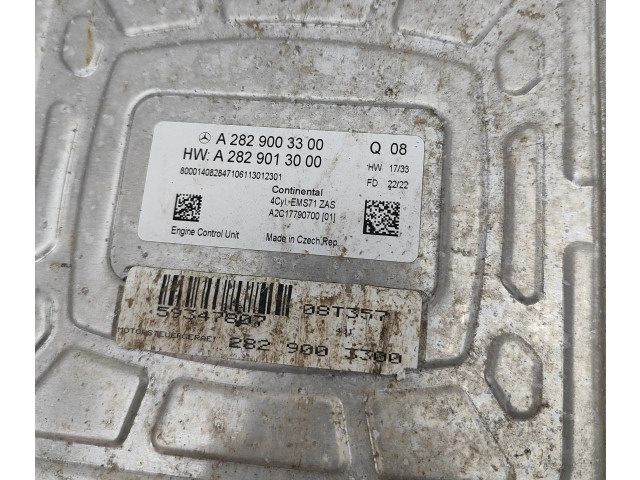 A 282 900 33 00 Q 08
HW: A 282 901 30 00 HW 17/33
800014082847106113012301 FD 22/22
Continental
4Cyl.-EMS71 ZAS
A2C17790700 [01]
Engine Control Unit Made in Czech Rep.
59347807 08T357
MOTORSTEUERGERAET
282 900 3300